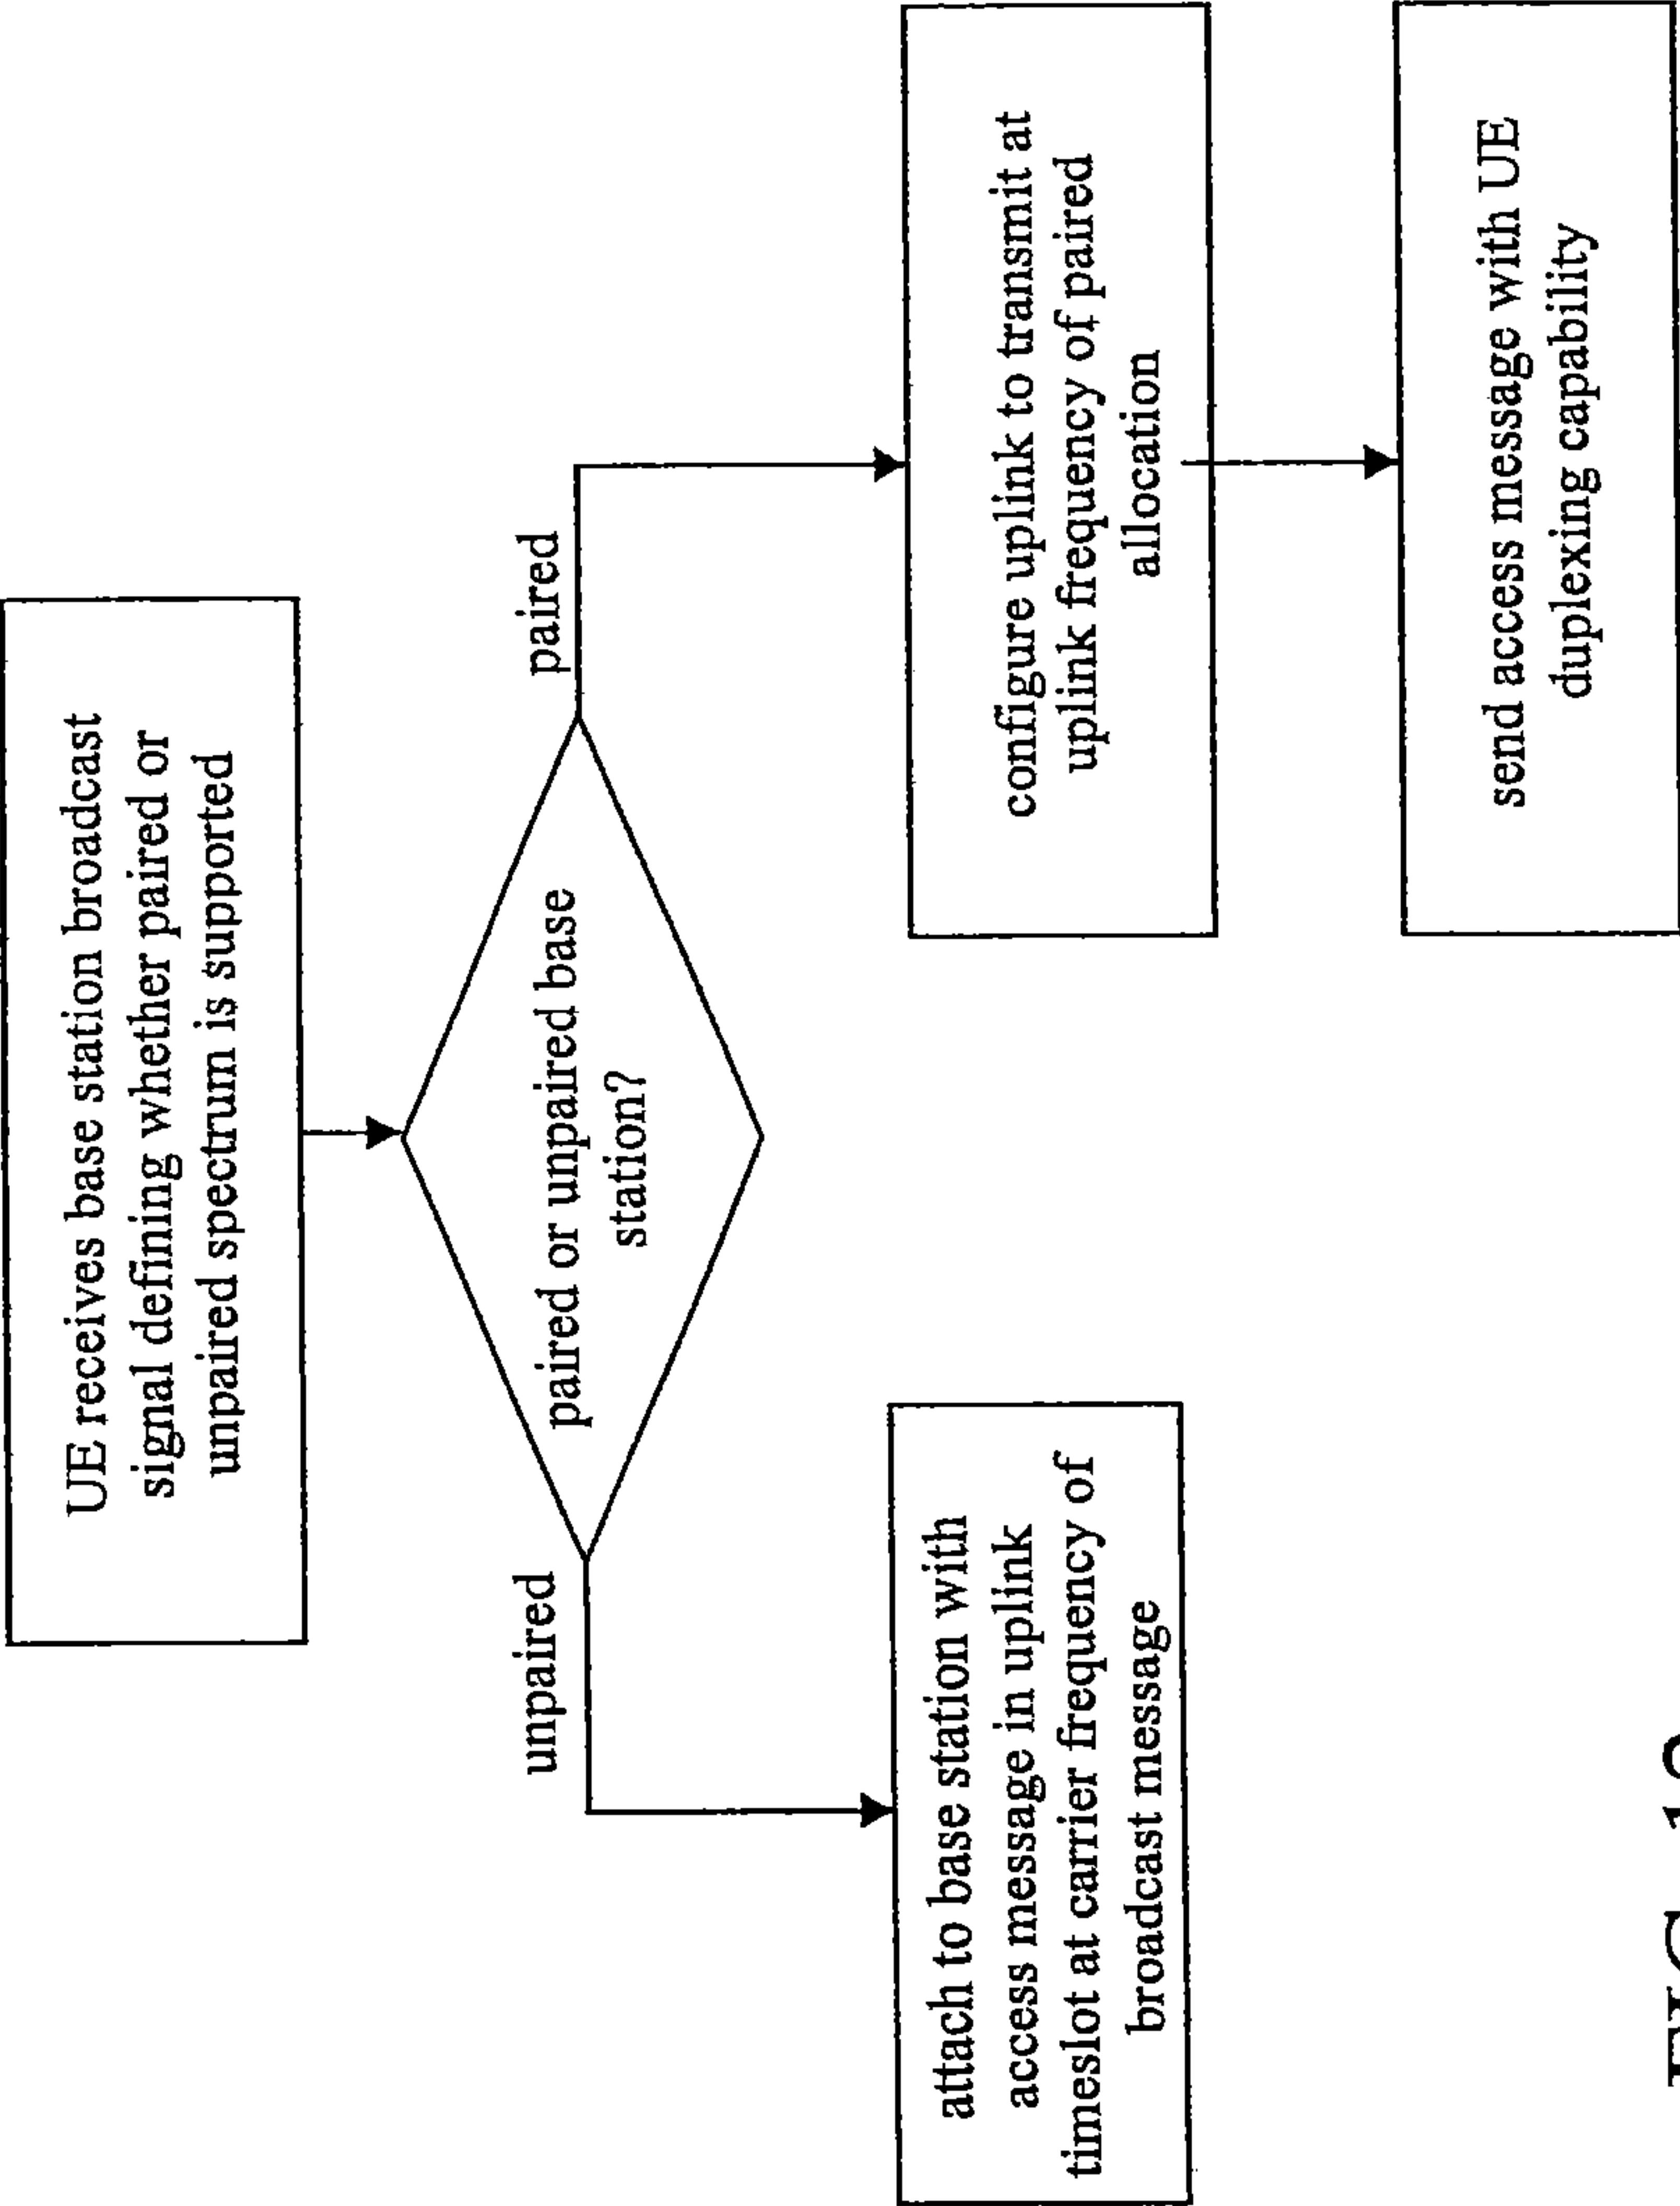 UE receives base station broadcast
signal defining whether paired or
unpaired spectrum is supported
paired or unpaired base
station?
unpaired
paired
attach to base station with
access message in uplink
timeslot at carrier frequency of
broadcast message
configure uplink to transmit at
uplink frequency of paired
allocation
send access message with UE
duplexing capability